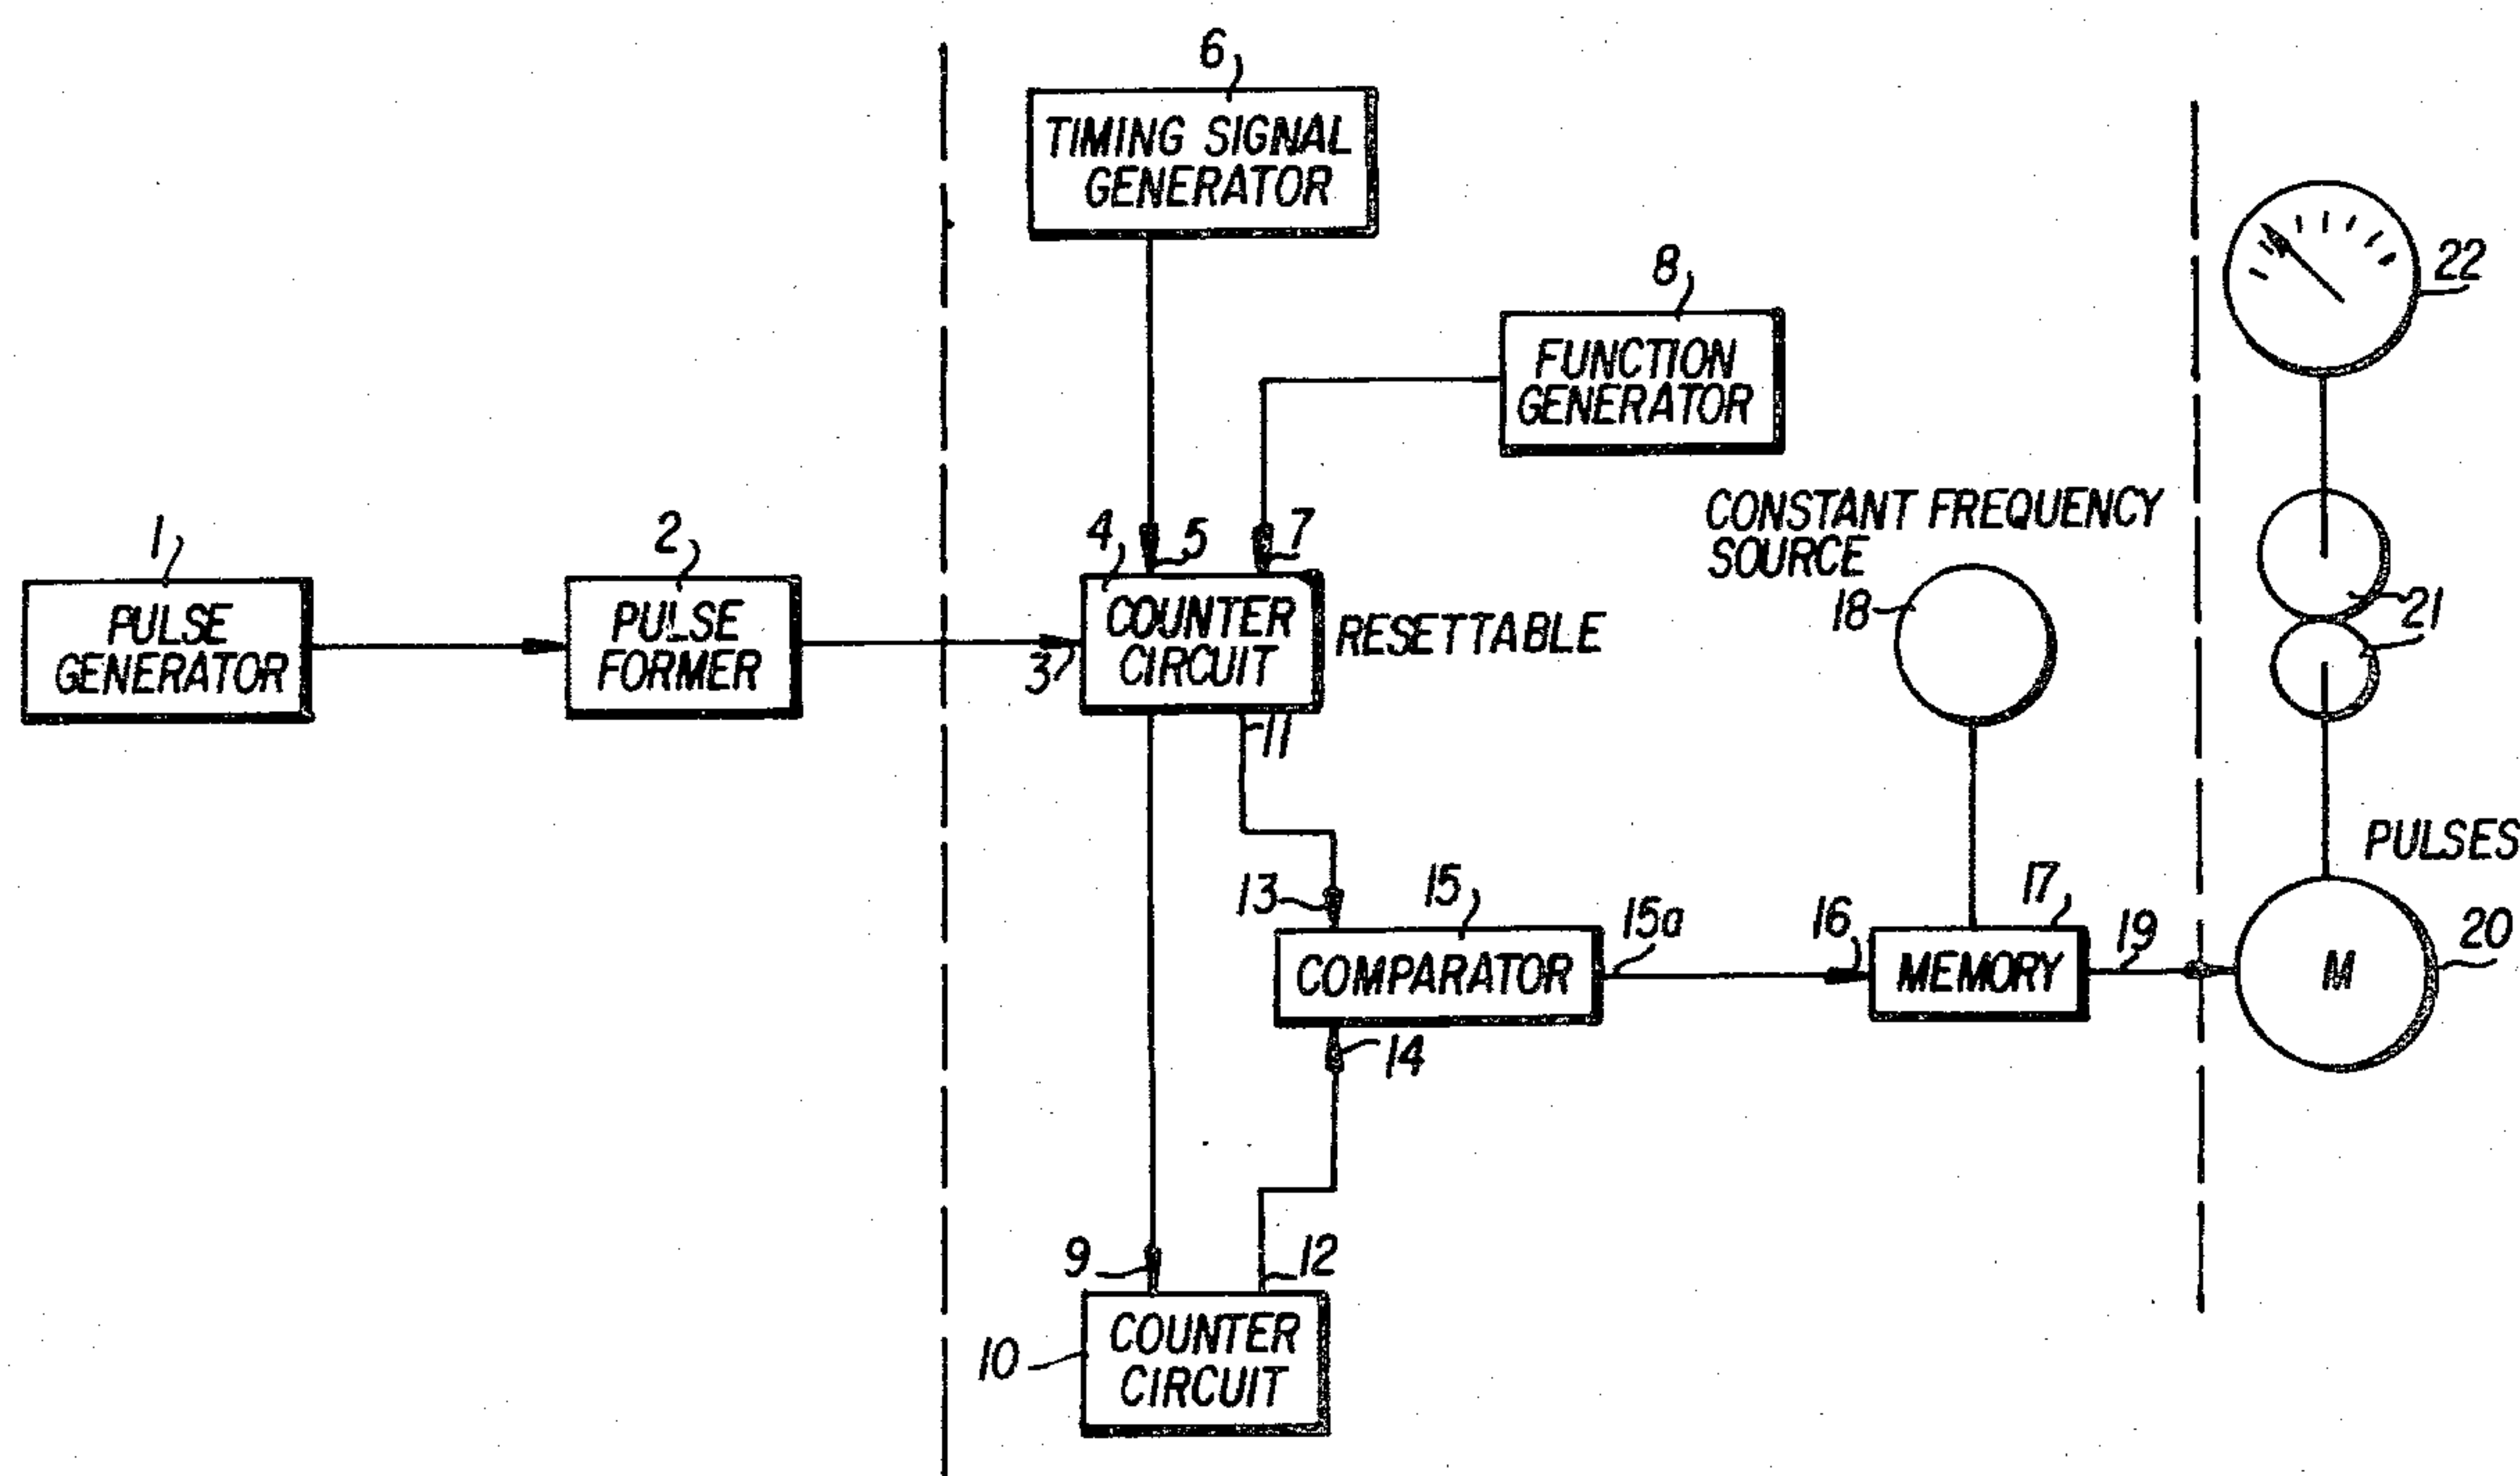 6
TIMING SIGNAL
GENERATOR
8
FUNCTION
GENERATOR
22
CONSTANT FREQUENCY
SOURCE
18
21
1
PULSE
GENERATOR
2
PULSE
FORMER
3
4
5
7
COUNTER
CIRCUIT
RESETTABLE
11
13
15
COMPARATOR
15a
14
16
17
MEMORY
19
PULSES
M
20
9
12
10
COUNTER
CIRCUIT